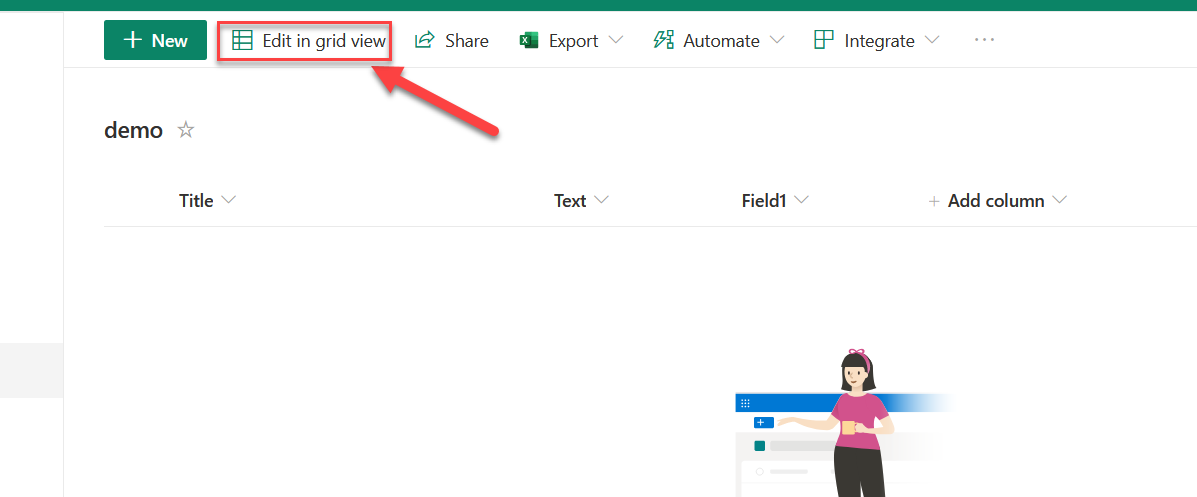 New Edit in grid view Share Export Automate Integrate ...
demo
Title Text Field1 + Add column